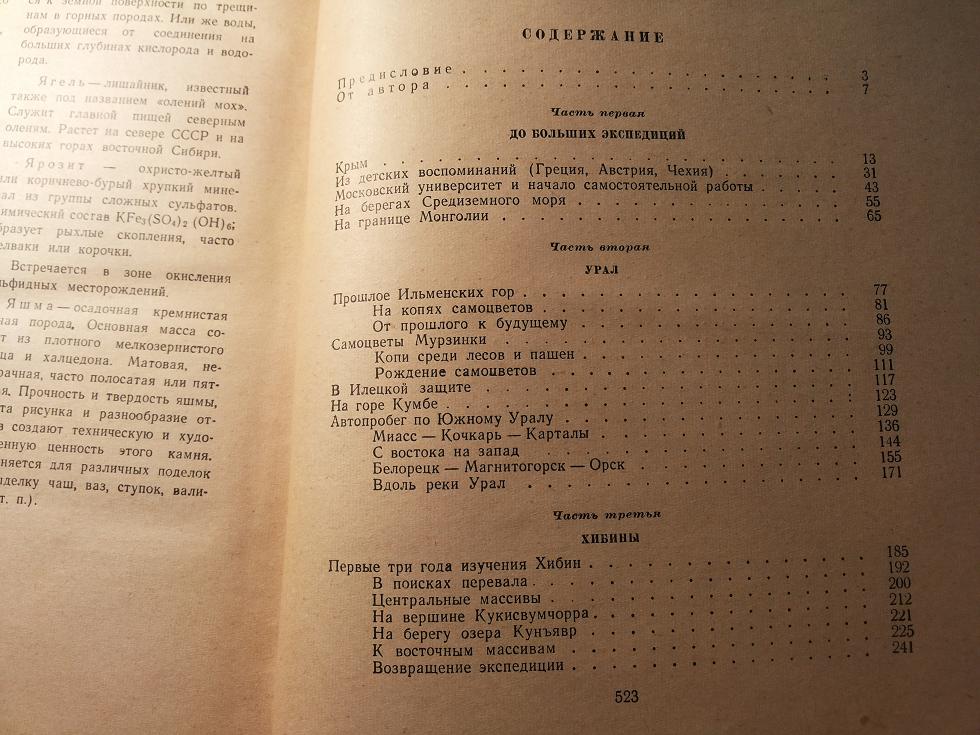 ся к земной поверхности по трещи-
нам в горных породах. Или же воды,
образующиеся от соединения на
больших глубинах кислорода и водо-
рода.
Ягель — лишайник, известный
также под названием «олений мох».
Служит главной пищей северным
оленям. Растет на севере СССР и на
высоких горах восточной Сибири.
Ярозит — охристо-желтый
или коричнево-бурый хрупкий мине-
рал из группы сложных сульфатов.
имический состав KFe₃(SO₄)₂ (OH)₆;
бразует рыхлые скопления, часто
елваки или корочки.
Встречается в зоне окисления
льфидных месторождений.
Яшма — осадочная кремнистая
ная порода. Основная масса со-
т из плотного мелкозернистого
ца и халцедона. Матовая, не-
рачная, часто полосатая или пят-
я. Прочность и твердость яшмы,
та рисунка и разнообразие от-
в создают техническую и худо-
енную ценность этого камня.
няется для различных поделок
ыделку чаш, ваз, ступок, вали-
т. п.).
СОДЕРЖАНИЕ
Предисловие . . . 3
От автора . . . 7
Часть первая
ДО БОЛЬШИХ ЭКСПЕДИЦИЙ
Крым . . . 13
Из детских воспоминаний (Греция, Австрия, Чехия) . . . 31
Московский университет и начало самостоятельной работы . . . 43
На берегах Средиземного моря . . . 55
На границе Монголии . . . 65
Часть вторая
УРАЛ
Прошлое Ильменских гор . . . 77
На копях самоцветов . . . 81
От прошлого к будущему . . . 86
Самоцветы Мурзинки . . . 93
Копи среди лесов и пашен . . . 99
Рождение самоцветов . . . 111
В Илецкой защите . . . 117
На горе Кумбе . . . 123
Автопробег по Южному Уралу . . . 129
Миасс — Кочкарь — Карталы . . . 136
С востока на запад . . . 144
Белорецк — Магнитогорск — Орск . . . 155
Вдоль реки Урал . . . 171
Часть третья
ХИБИНЫ
Первые три года изучения Хибин . . . 185
В поисках перевала . . . 192
Центральные массивы . . . 200
На вершине Кукисвумчорра . . . 212
На берегу озера Кунъявр . . . 221
К восточным массивам . . . 225
Возвращение экспедиции . . . 241
523